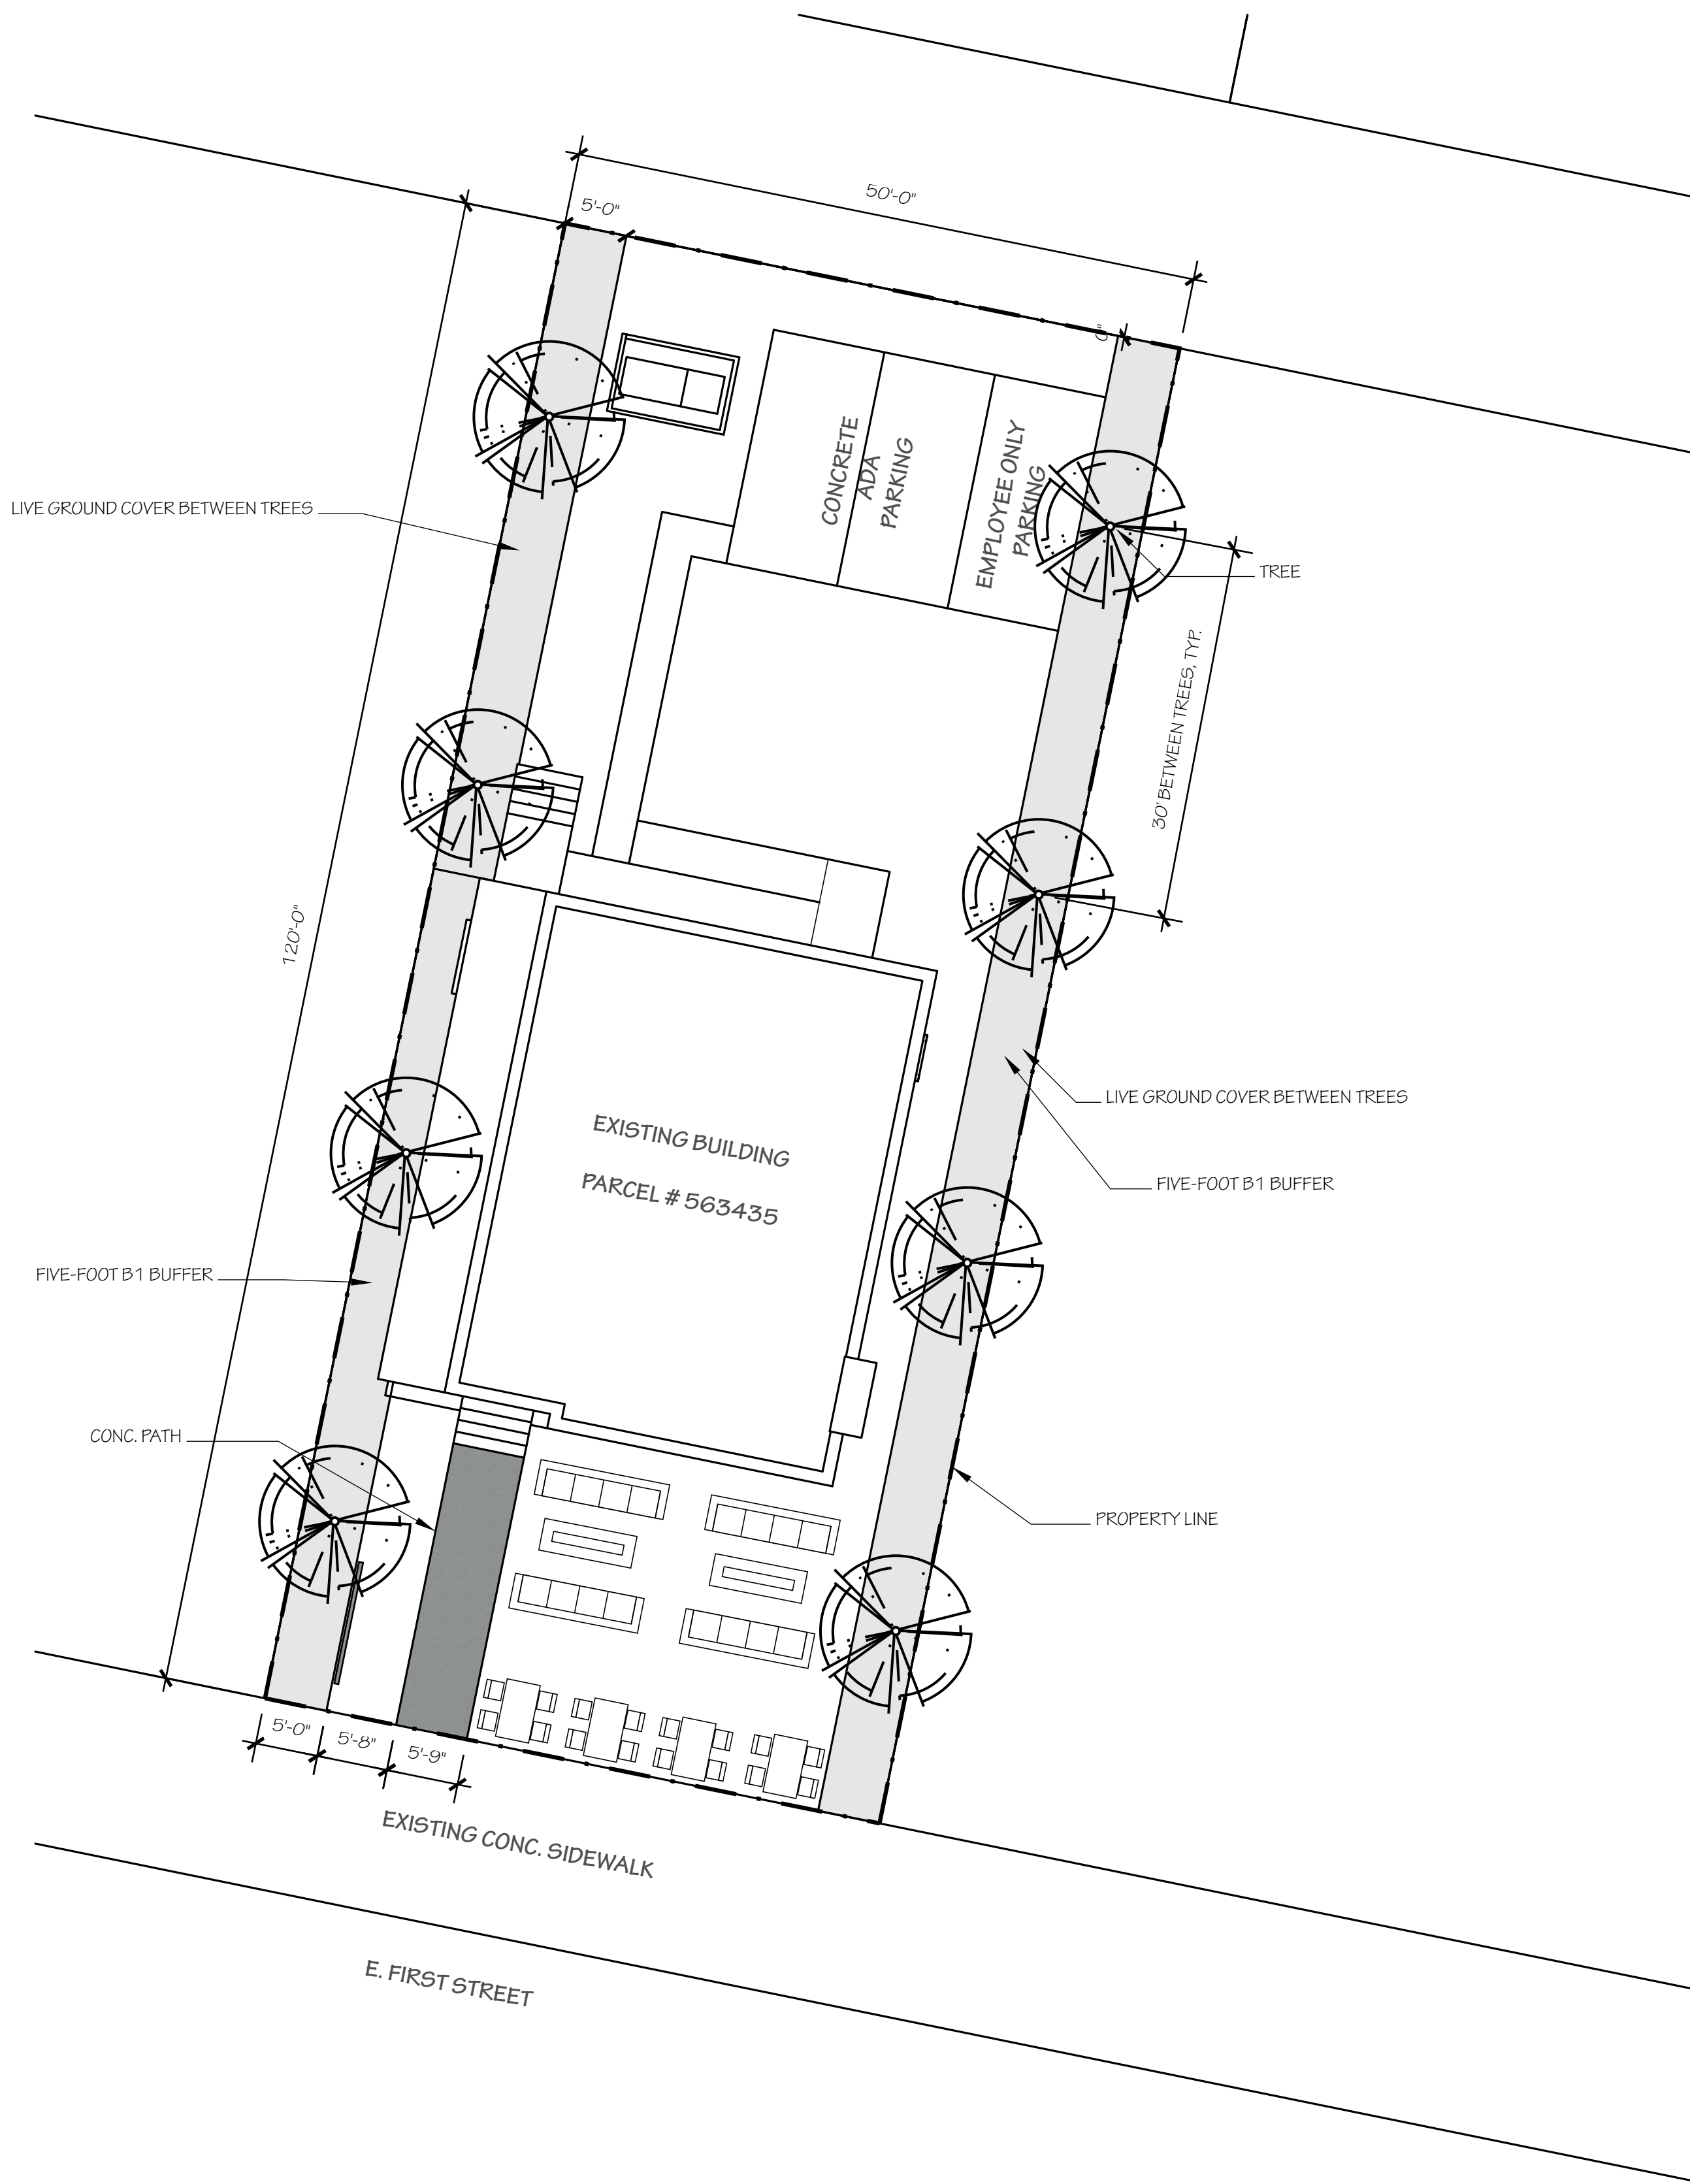 50'-0"
5'-0"
0"
CONCRETE
ADA
PARKING
EMPLOYEE ONLY
PARKING
LIVE GROUND COVER BETWEEN TREES
TREE
30' BETWEEN TREES, TYP.
120'-0"
LIVE GROUND COVER BETWEEN TREES
EXISTING BUILDING
PARCEL # 563435
FIVE-FOOT B1 BUFFER
FIVE-FOOT B1 BUFFER
CONC. PATH
PROPERTY LINE
5'-0"
5'-8"
5'-9"
EXISTING CONC. SIDEWALK
E. FIRST STREET